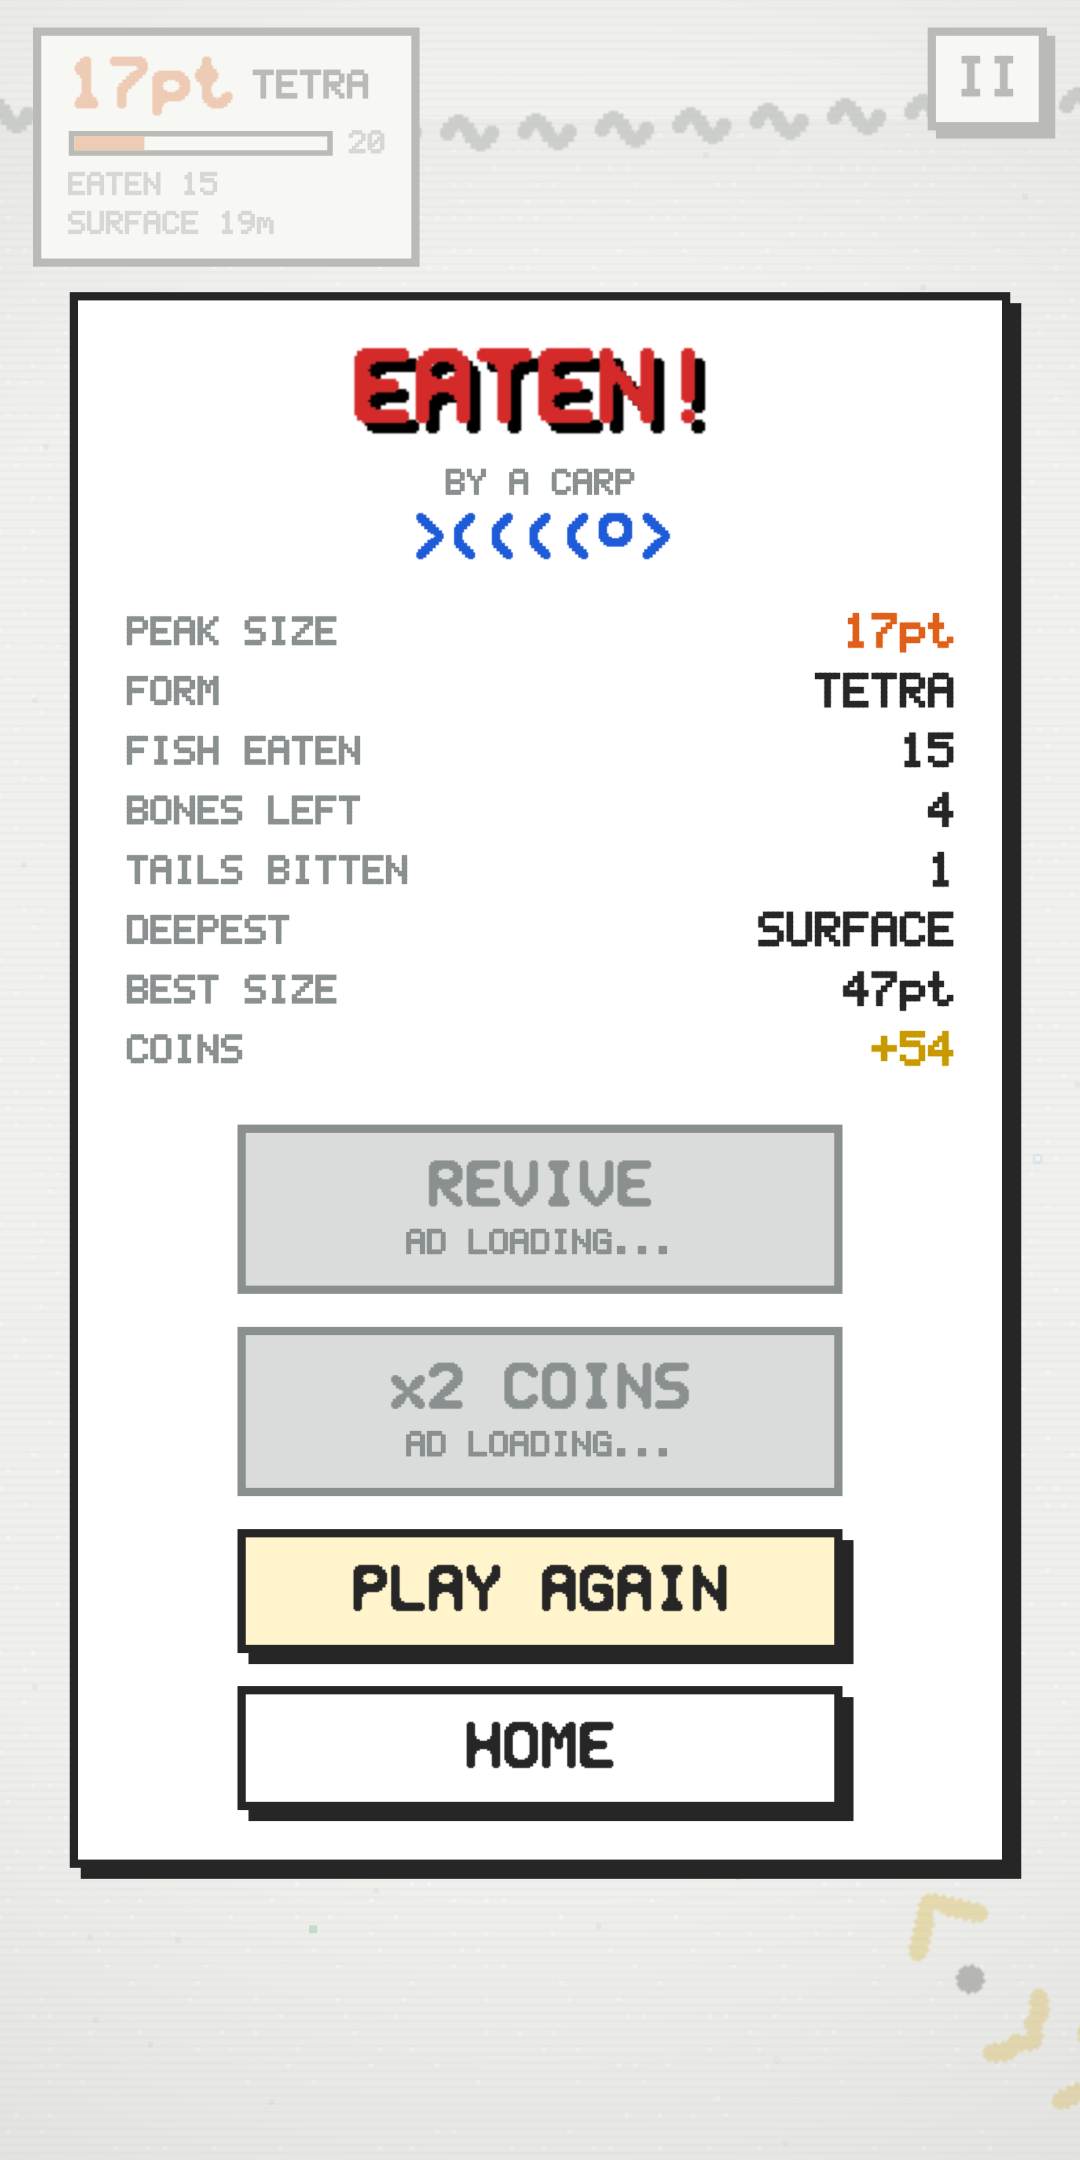 17pt TETRA
20
EATEN 15
SURFACE 19m
II
EATEN!
BY A CARP
><((((o>
PEAK SIZE 17pt
FORM TETRA
FISH EATEN 15
BONES LEFT 4
TAILS BITTEN 1
DEEPEST SURFACE
BEST SIZE 47pt
COINS +54
REVIVE
AD LOADING...
x2 COINS
AD LOADING...
PLAY AGAIN
HOME